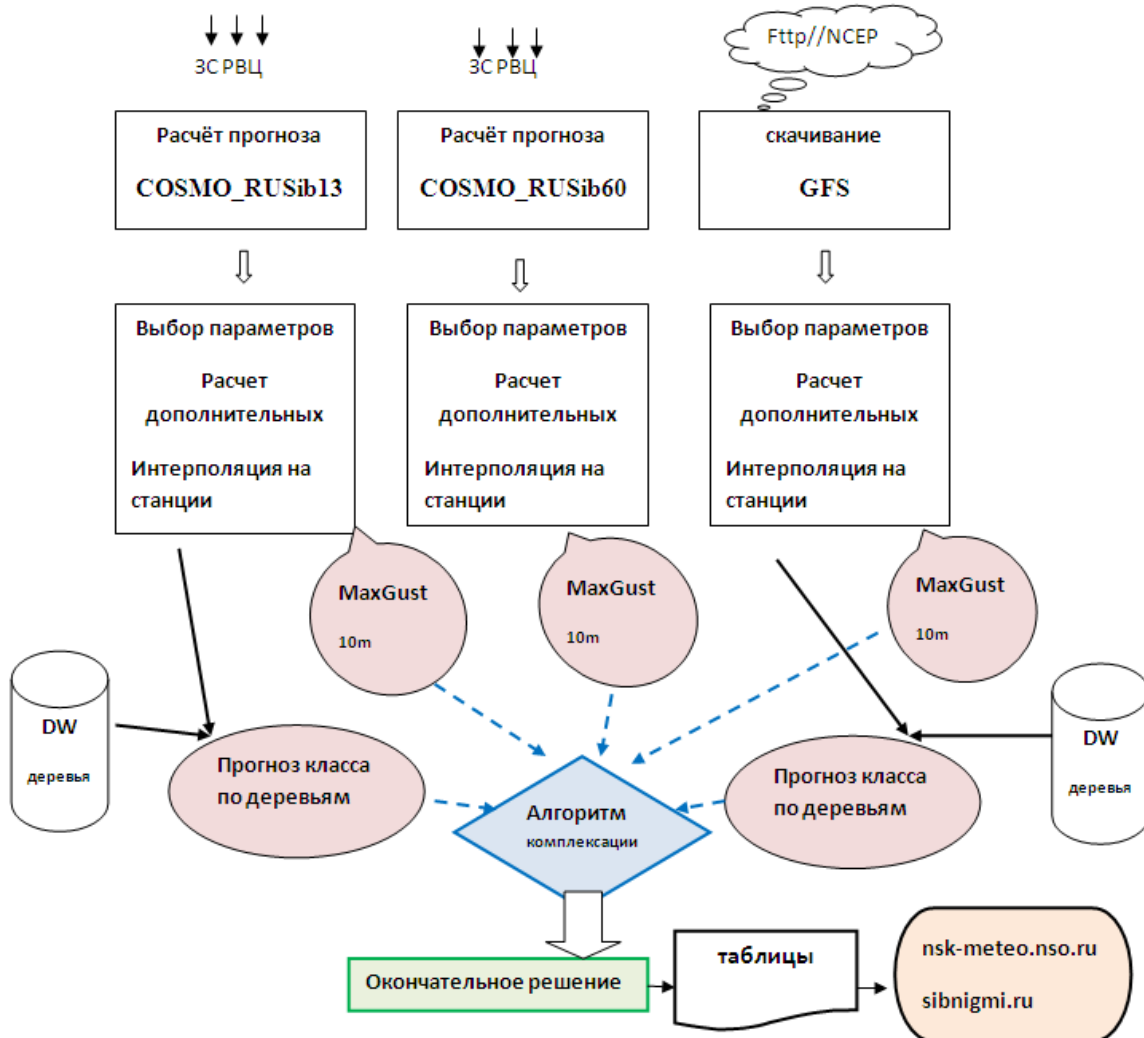 ЗС РВЦ
ЗС РВЦ
Fttp//NCEP
Расчёт прогноза
COSMO_RUSib13
Расчёт прогноза
COSMO_RUSib60
скачивание
GFS
Выбор параметров
Расчет
дополнительных
Интерполяция на
станции
Выбор параметров
Расчет
дополнительных
Интерполяция на
станции
Выбор параметров
Расчет
дополнительных
Интерполяция на
станции
MaxGust
10m
MaxGust
10m
MaxGust
10m
DW
деревья
Прогноз класса
по деревьям
Алгоритм
комплексации
Прогноз класса
по деревьям
DW
деревья
Окончательное решение
таблицы
nsk-meteo.nso.ru
sibnigmi.ru